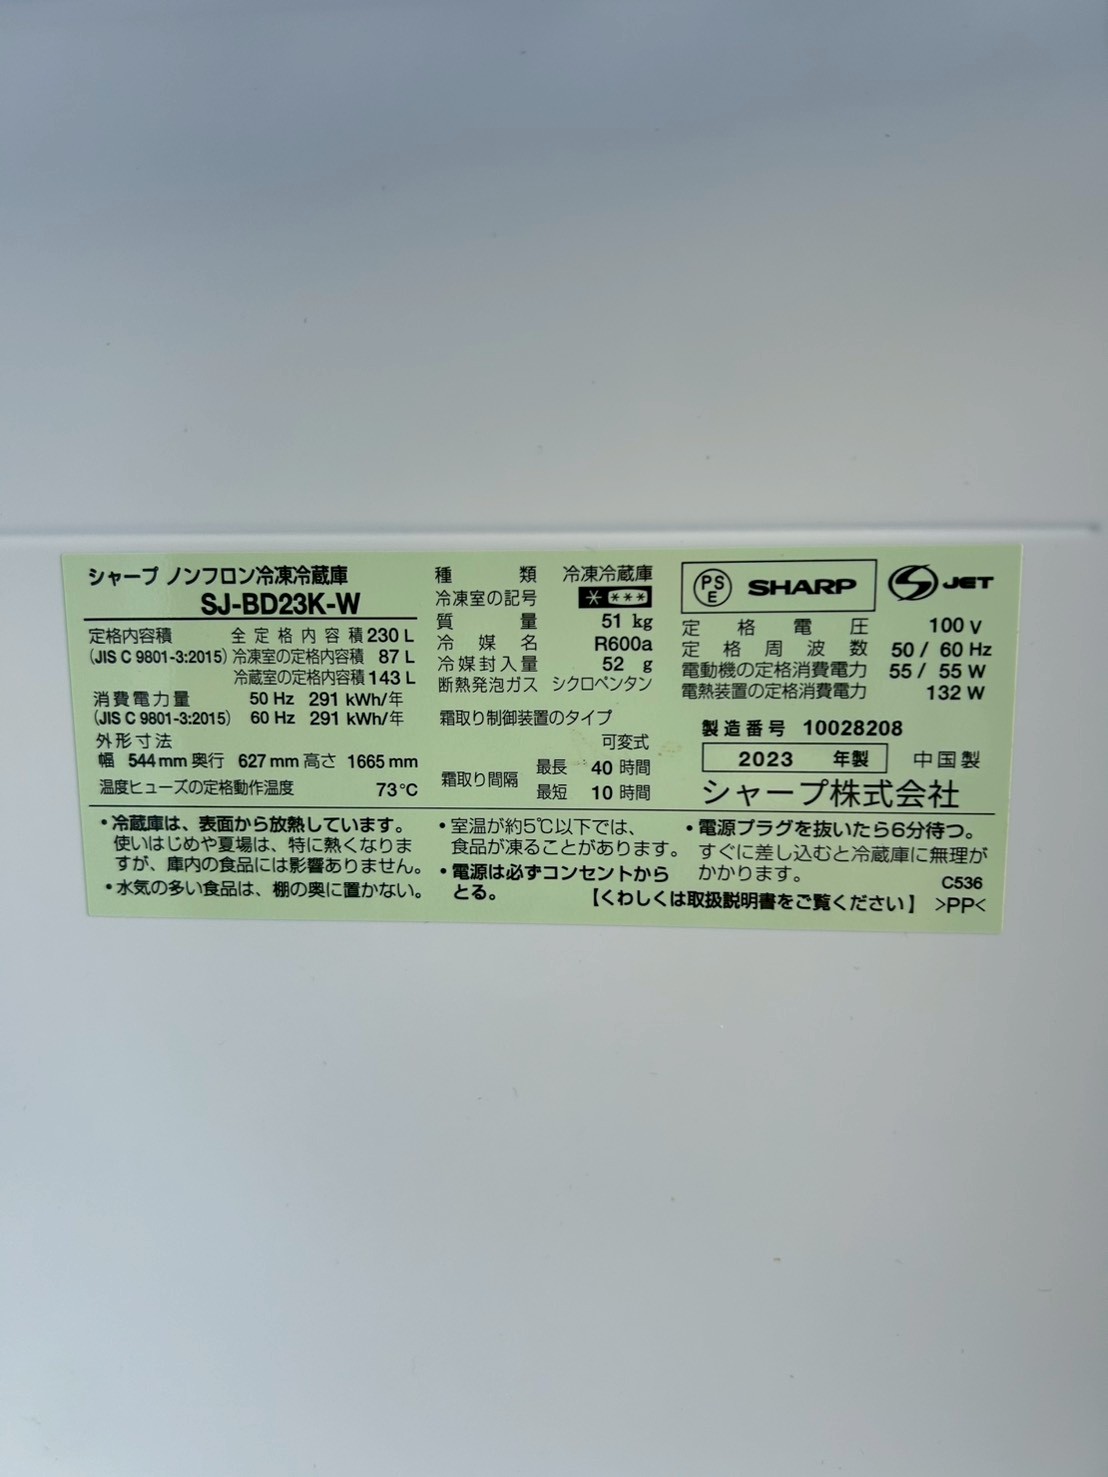 シャープ ノンフロン冷凍冷蔵庫
SJ-BD23K-W
定格内容積 全定格内容積 230 L
(JIS C 9801-3:2015) 冷凍室の定格内容積 87 L
冷蔵室の定格内容積 143 L
消費電力量 50 Hz 291 kWh/年
(JIS C 9801-3:2015) 60 Hz 291 kWh/年
外形寸法
幅 544 mm 奥行 627 mm 高さ 1665 mm
温度ヒューズの定格動作温度 73℃
種類 冷凍冷蔵庫
冷凍室の記号 ****
質量 51 kg
冷媒名 R600a
冷媒封入量 52 g
断熱発泡ガス シクロペンタン
霜取り制御装置のタイプ
可変式
霜取り間隔 最長 40 時間
最短 10 時間
PSE SHARP S JET
定格電圧 100 V
定格周波数 50 / 60 Hz
電動機の定格消費電力 55 / 55 W
電熱装置の定格消費電力 132 W
製造番号 10028208
2023 年製 中国製
シャープ株式会社
・冷蔵庫は、表面から放熱しています。
使いはじめや夏場は、特に熱くなりま
すが、庫内の食品には影響ありません。
・水気の多い食品は、棚の奥に置かない。
・室温が約5℃以下では、
食品が凍ることがあります。
・電源は必ずコンセントから
とる。
・電源プラグを抜いたら6分待つ。
すぐに差し込むと冷蔵庫に無理が
かかります。
C536
【くわしくは取扱説明書をご覧ください】 >PP<